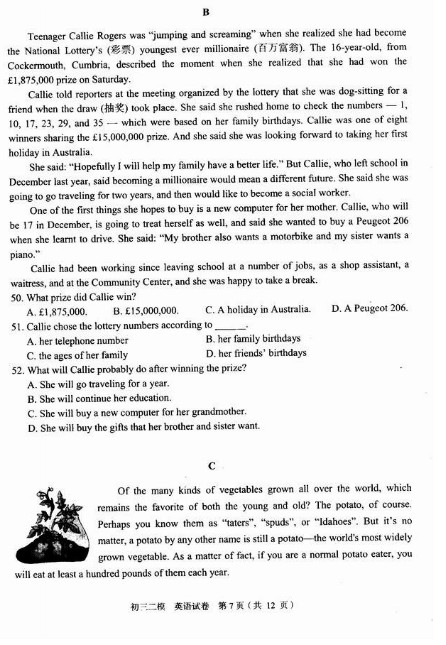 B
Teenager Callie Rogers was “jumping and screaming” when she realized she had become
the National Lottery’s (彩票) youngest ever millionaire (百万富翁). The 16-year-old, from
Cockermouth, Cumbria, described the moment when she realized that she had won the
£1,875,000 prize on Saturday.
Callie told reporters at the meeting organized by the lottery that she was dog-sitting for a
friend when the draw (抽奖) took place. She said she rushed home to check the numbers — 1,
10, 17, 23, 29, and 35 — which were based on her family birthdays. Callie was one of eight
winners sharing the £15,000,000 prize. And she said she was looking forward to taking her first
holiday in Australia.
She said: “Hopefully I will help my family have a better life.” But Callie, who left school in
December last year, said becoming a millionaire would mean a different future. She said she was
going to go traveling for two years, and then would like to become a social worker.
One of the first things she hopes to buy is a new computer for her mother. Callie, who will
be 17 in December, is going to treat herself as well, and said she wanted to buy a Peugeot 206
when she learnt to drive. She said: “My brother also wants a motorbike and my sister wants a
piano.”
Callie had been working since leaving school at a number of jobs, as a shop assistant, a
waitress, and at the Community Center, and she was happy to take a break.
50. What prize did Callie win?
A. £1,875,000. B. £15,000,000. C. A holiday in Australia. D. A Peugeot 206.
51. Callie chose the lottery numbers according to ______.
A. her telephone number B. her family birthdays
C. the ages of her family D. her friends’ birthdays
52. What will Callie probably do after winning the prize?
A. She will go traveling for a year.
B. She will continue her education.
C. She will buy a new computer for her grandmother.
D. She will buy the gifts that her brother and sister want.
C
Of the many kinds of vegetables grown all over the world, which
remains the favorite of both the young and old? The potato, of course.
Perhaps you know them as “taters”, “spuds”, or “Idahoes”. But it’s no
matter, a potato by any other name is still a potato—the world’s most widely
grown vegetable. As a matter of fact, if you are a normal potato eater, you
will eat at least a hundred pounds of them each year.
初三二模 英语试卷 第 7 页 (共 12 页)